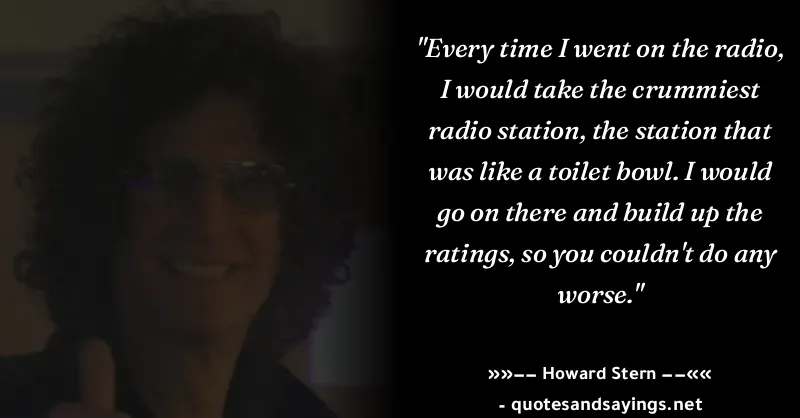 "Every time I went on the radio,
I would take the crummiest
radio station, the station that
was like a toilet bowl. I would
go on there and build up the
ratings, so you couldn't do any
worse."
»»–– Howard Stern ––««
- quotesandsayings.net